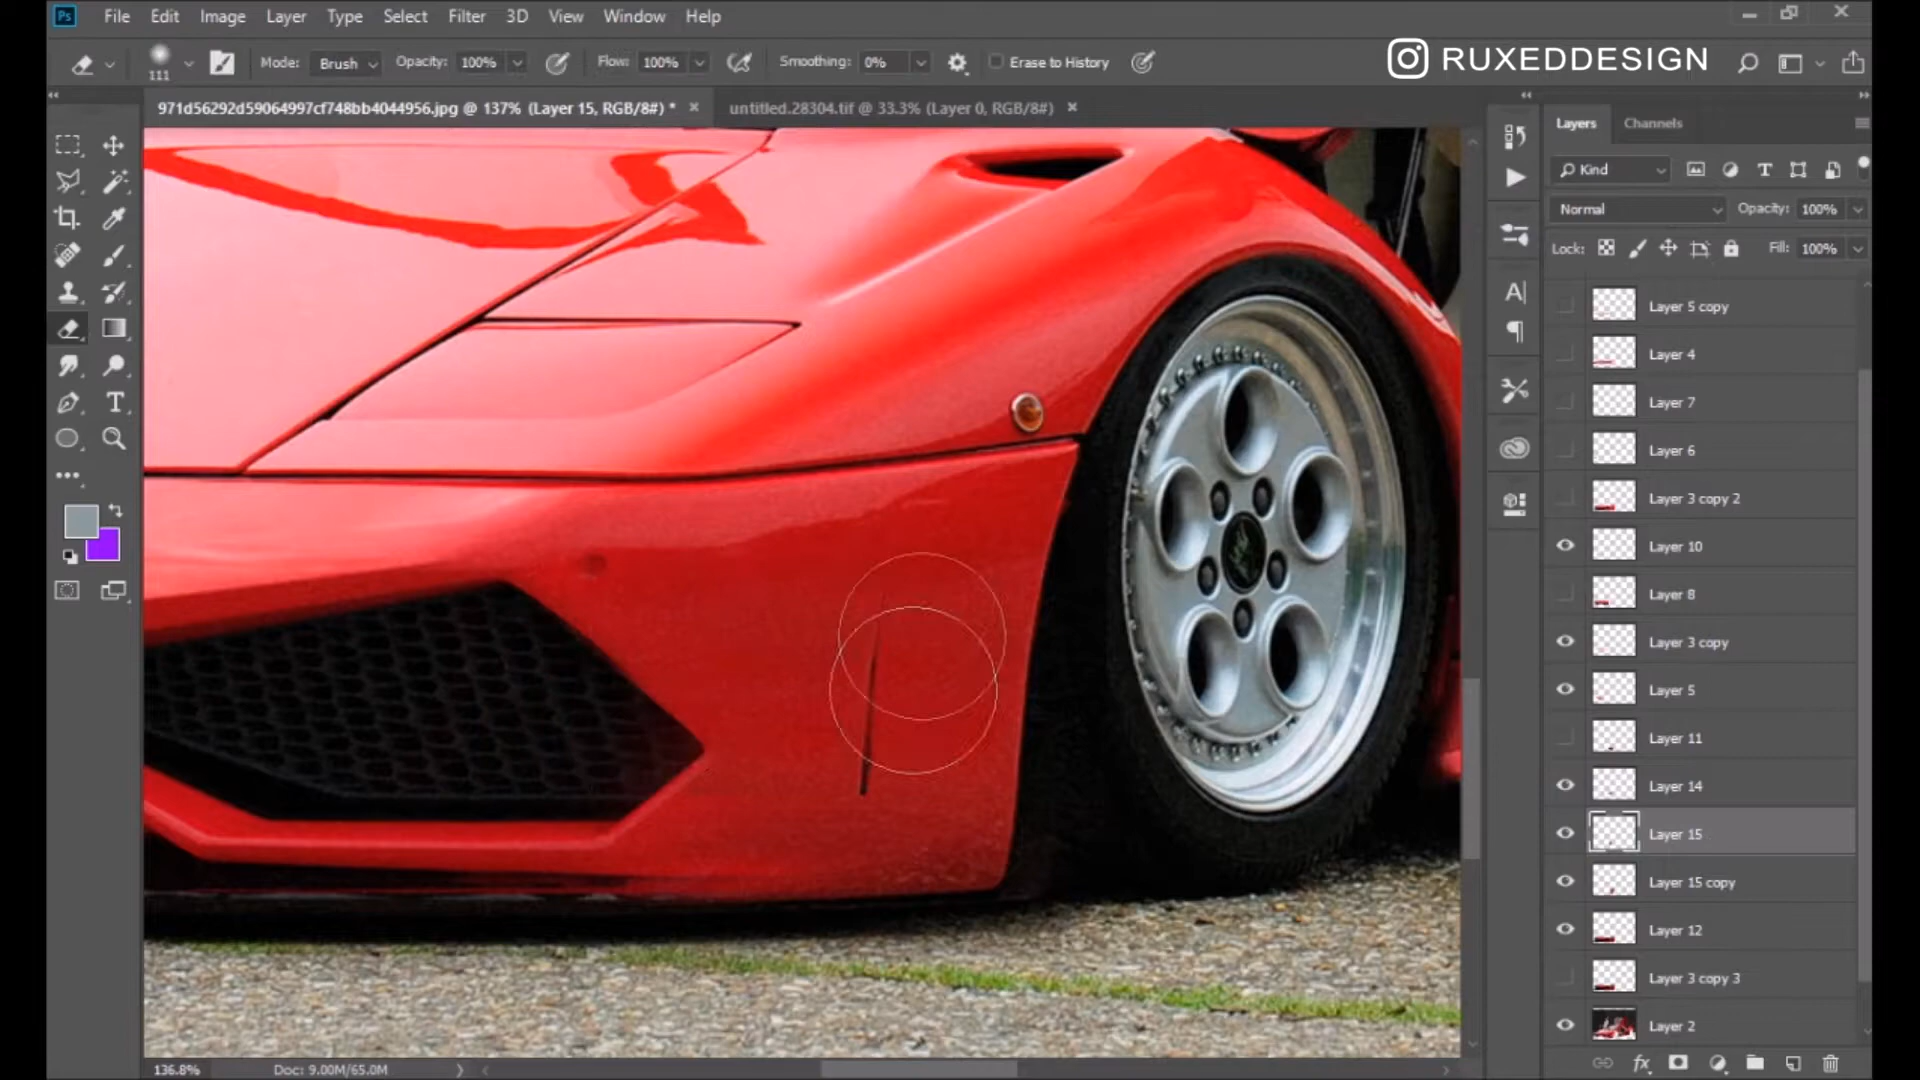 Ps File Edit Image Layer Type Select Filter 3D View Window Help
111 Mode: Brush Opacity: 100% Flow: 100% Smoothing: 0% Erase to History RUXEDDESIGN
971d56292d59064997cf748bb4044956.jpg @ 137% (Layer 15, RGB/8#) * untitled.28304.tif @ 33.3% (Layer 0, RGB/8#)
Layers Channels
Kind
Normal Opacity: 100%
Lock: Fill: 100%
Layer 5 copy
Layer 4
Layer 7
Layer 6
Layer 3 copy 2
Layer 10
Layer 8
Layer 3 copy
Layer 5
Layer 11
Layer 14
Layer 15
Layer 15 copy
Layer 12
Layer 3 copy 3
Layer 2
136.8% Doc: 9.00M/65.0M